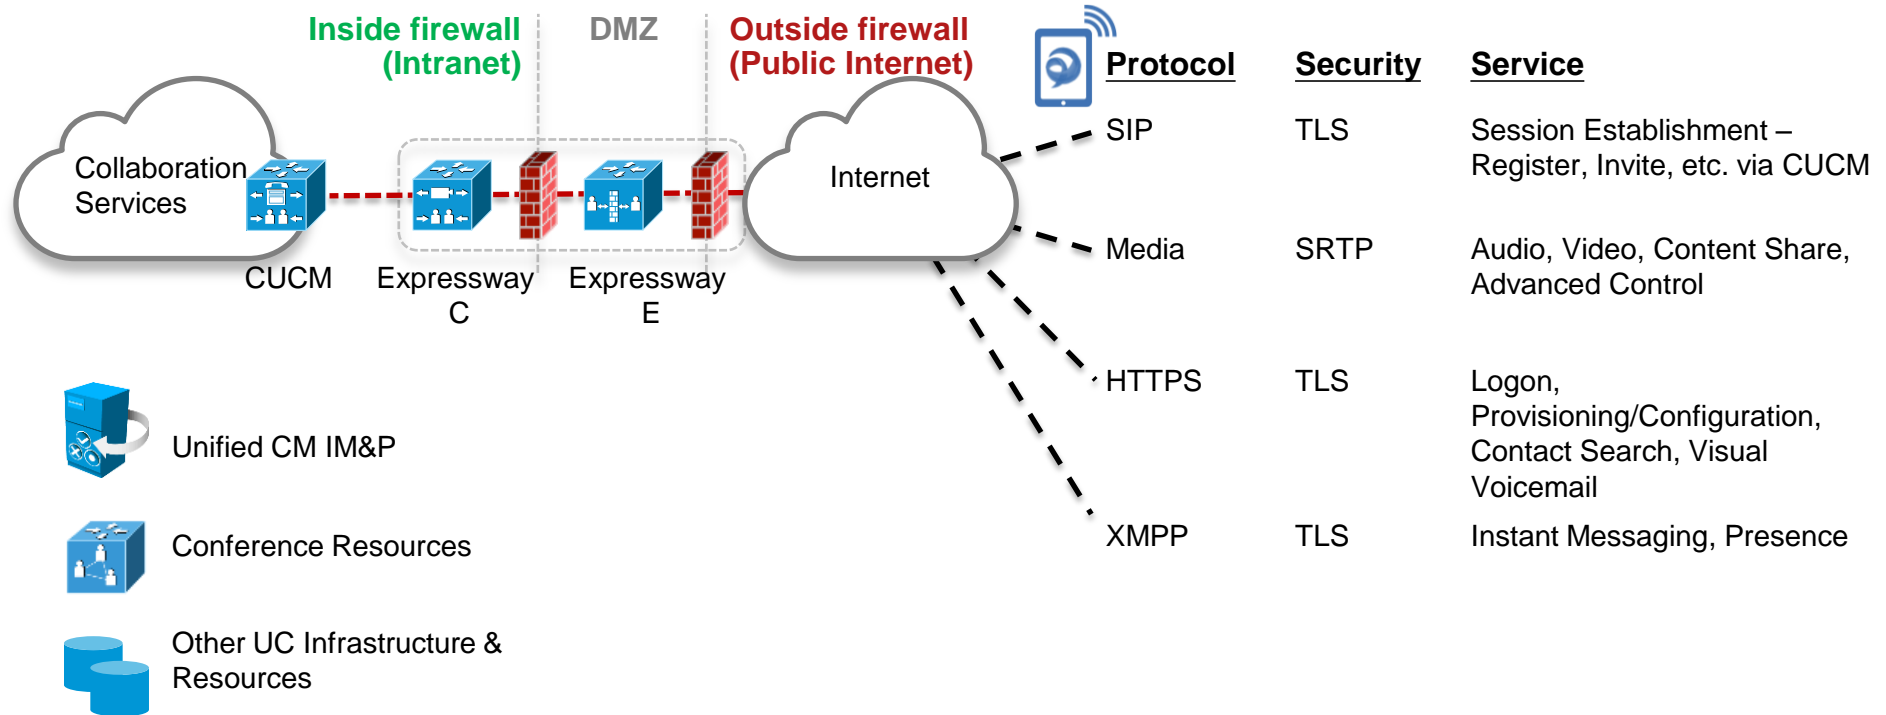 Inside firewall
(Intranet)
DMZ
Outside firewall
(Public Internet)
Collaboration
Services
CUCM
Expressway
C
Expressway
E
Internet
Unified CM IM&P
Conference Resources
Other UC Infrastructure &
Resources
Protocol Security Service
SIP TLS Session Establishment –
Register, Invite, etc. via CUCM
Media SRTP Audio, Video, Content Share,
Advanced Control
HTTPS TLS Logon,
Provisioning/Configuration,
Contact Search, Visual
Voicemail
XMPP TLS Instant Messaging, Presence